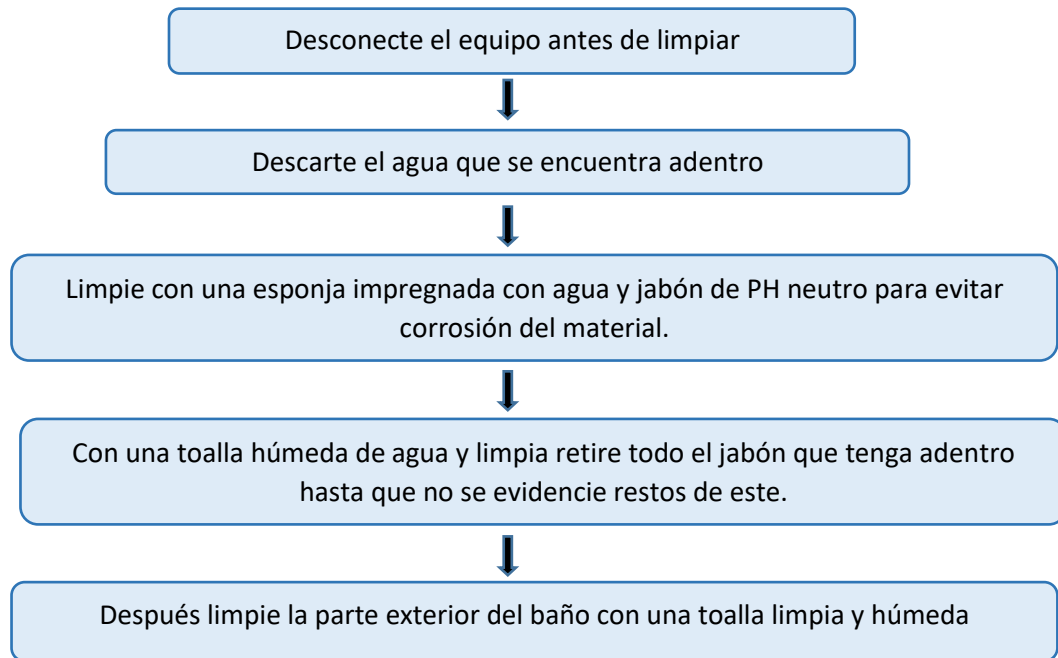 Desconecte el equipo antes de limpiar
Descarte el agua que se encuentra adentro
Limpie con una esponja impregnada con agua y jabón de PH neutro para evitar
corrosión del material.
Con una toalla húmeda de agua y limpia retire todo el jabón que tenga adentro
hasta que no se evidencie restos de este.
Después limpie la parte exterior del baño con una toalla limpia y húmeda